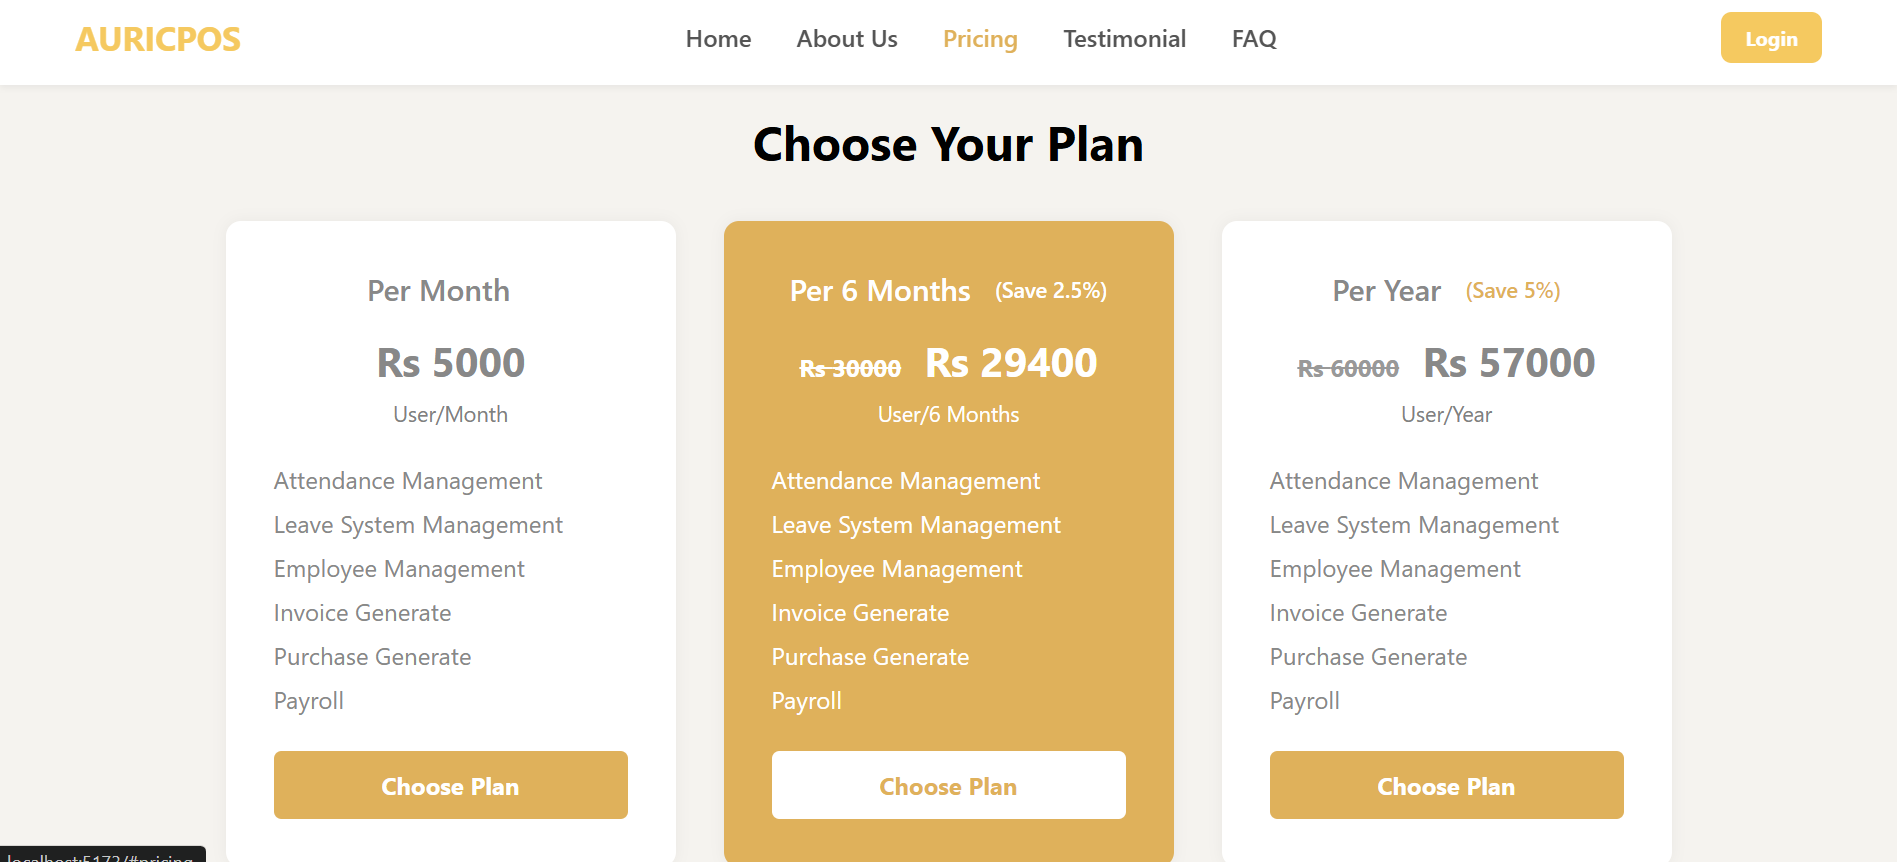 AURICPOS
Home About Us Pricing Testimonial FAQ
Login
Choose Your Plan
Per Month
Rs 5000
User/Month
Attendance Management
Leave System Management
Employee Management
Invoice Generate
Purchase Generate
Payroll
Choose Plan
Per 6 Months (Save 2.5%)
Rs 30000 Rs 29400
User/6 Months
Attendance Management
Leave System Management
Employee Management
Invoice Generate
Purchase Generate
Payroll
Choose Plan
Per Year (Save 5%)
Rs 60000 Rs 57000
User/Year
Attendance Management
Leave System Management
Employee Management
Invoice Generate
Purchase Generate
Payroll
Choose Plan
localhost:5173/#pricing